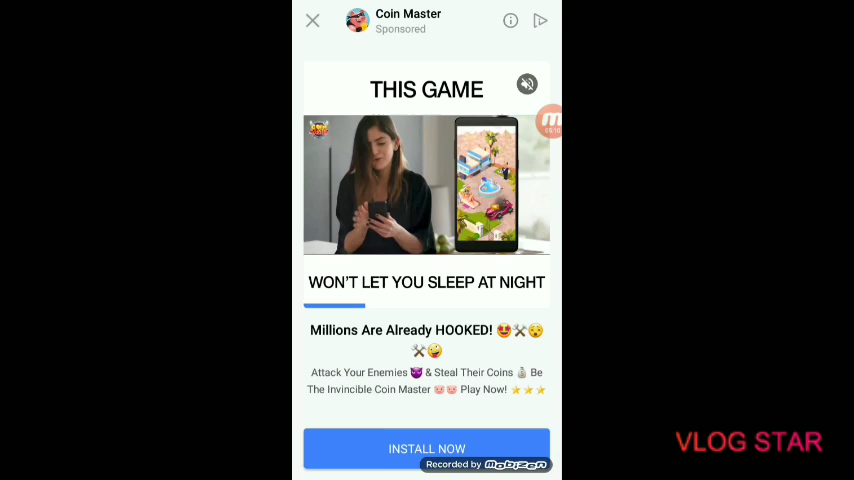 Coin Master
Sponsored
THIS GAME
WON'T LET YOU SLEEP AT NIGHT
Millions Are Already HOOKED! 🤩⚒️😵
⚒️🤪
Attack Your Enemies 😈 & Steal Their Coins 💰 Be
The Invincible Coin Master 🐷🐷 Play Now! ⭐⭐⭐
INSTALL NOW
Recorded by mobizen
VLOG STAR